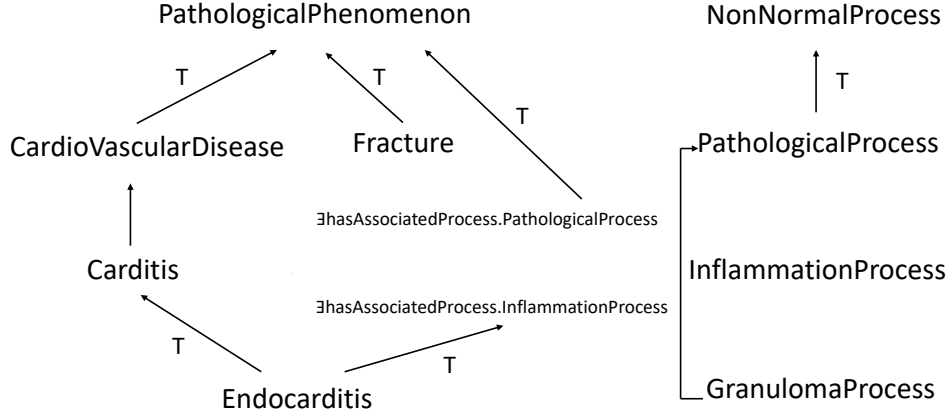 PathologicalPhenomenon
NonNormalProcess
T
T
T
T
CardioVascularDisease
Fracture
PathologicalProcess
∃hasAssociatedProcess.PathologicalProcess
Carditis
InflammationProcess
∃hasAssociatedProcess.InflammationProcess
T
T
Endocarditis
GranulomaProcess